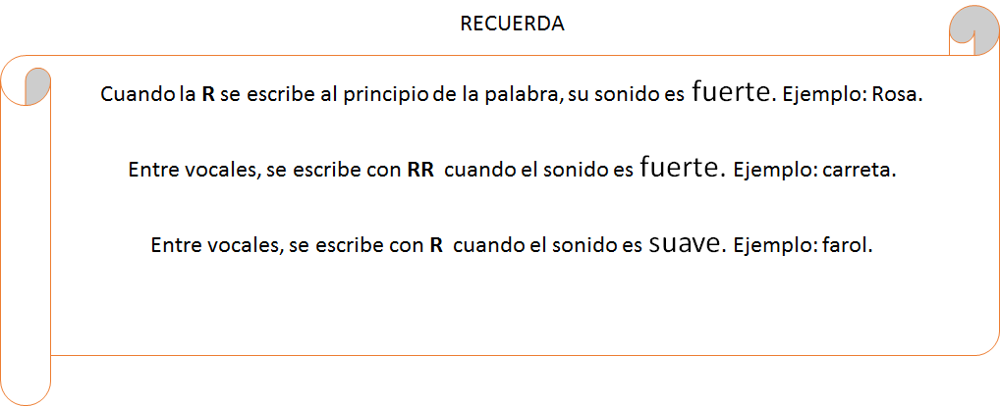 RECUERDA
Cuando la R se escribe al principio de la palabra, su sonido es fuerte. Ejemplo: Rosa.
Entre vocales, se escribe con RR cuando el sonido es fuerte. Ejemplo: carreta.
Entre vocales, se escribe con R cuando el sonido es suave. Ejemplo: farol.